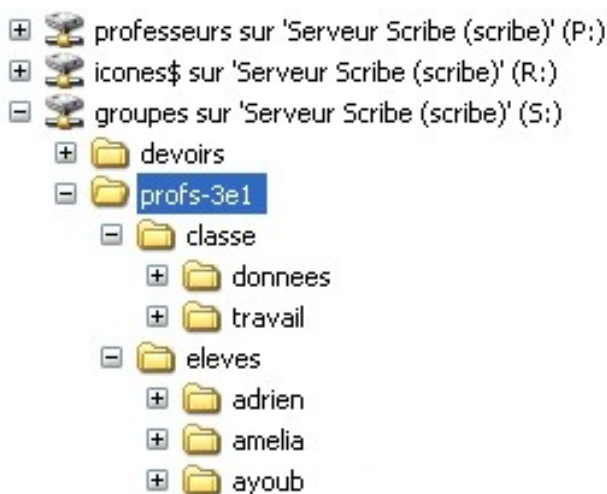 professeurs sur 'Serveur Scribe (scribe)' (P:)
icones$ sur 'Serveur Scribe (scribe)' (R:)
groupes sur 'Serveur Scribe (scribe)' (S:)
devoirs
profs-3e1
classe
donnees
travail
eleves
adrien
amelia
ayoub